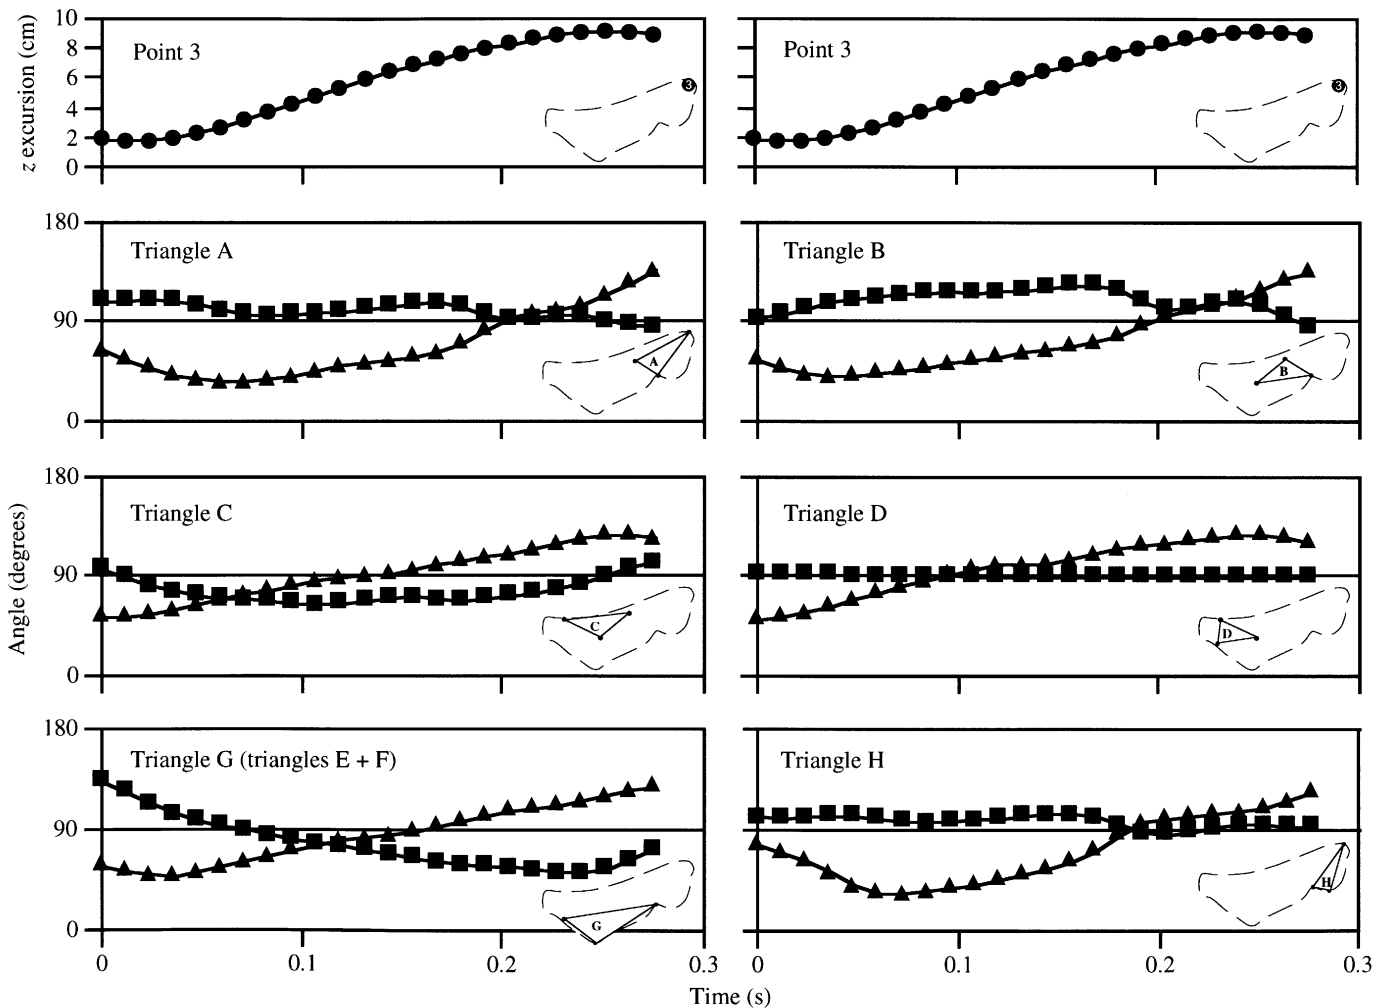 z excursion (cm)
10
8
6
4
2
0
Point 3
3
Point 3
3
Angle (degrees)
180
90
0
Triangle A
A
Triangle B
B
180
90
0
Triangle C
C
Triangle D
D
180
90
0
Triangle G (triangles E + F)
G
Triangle H
H
0
0.1
0.2
0.3
0
0.1
0.2
0.3
Time (s)